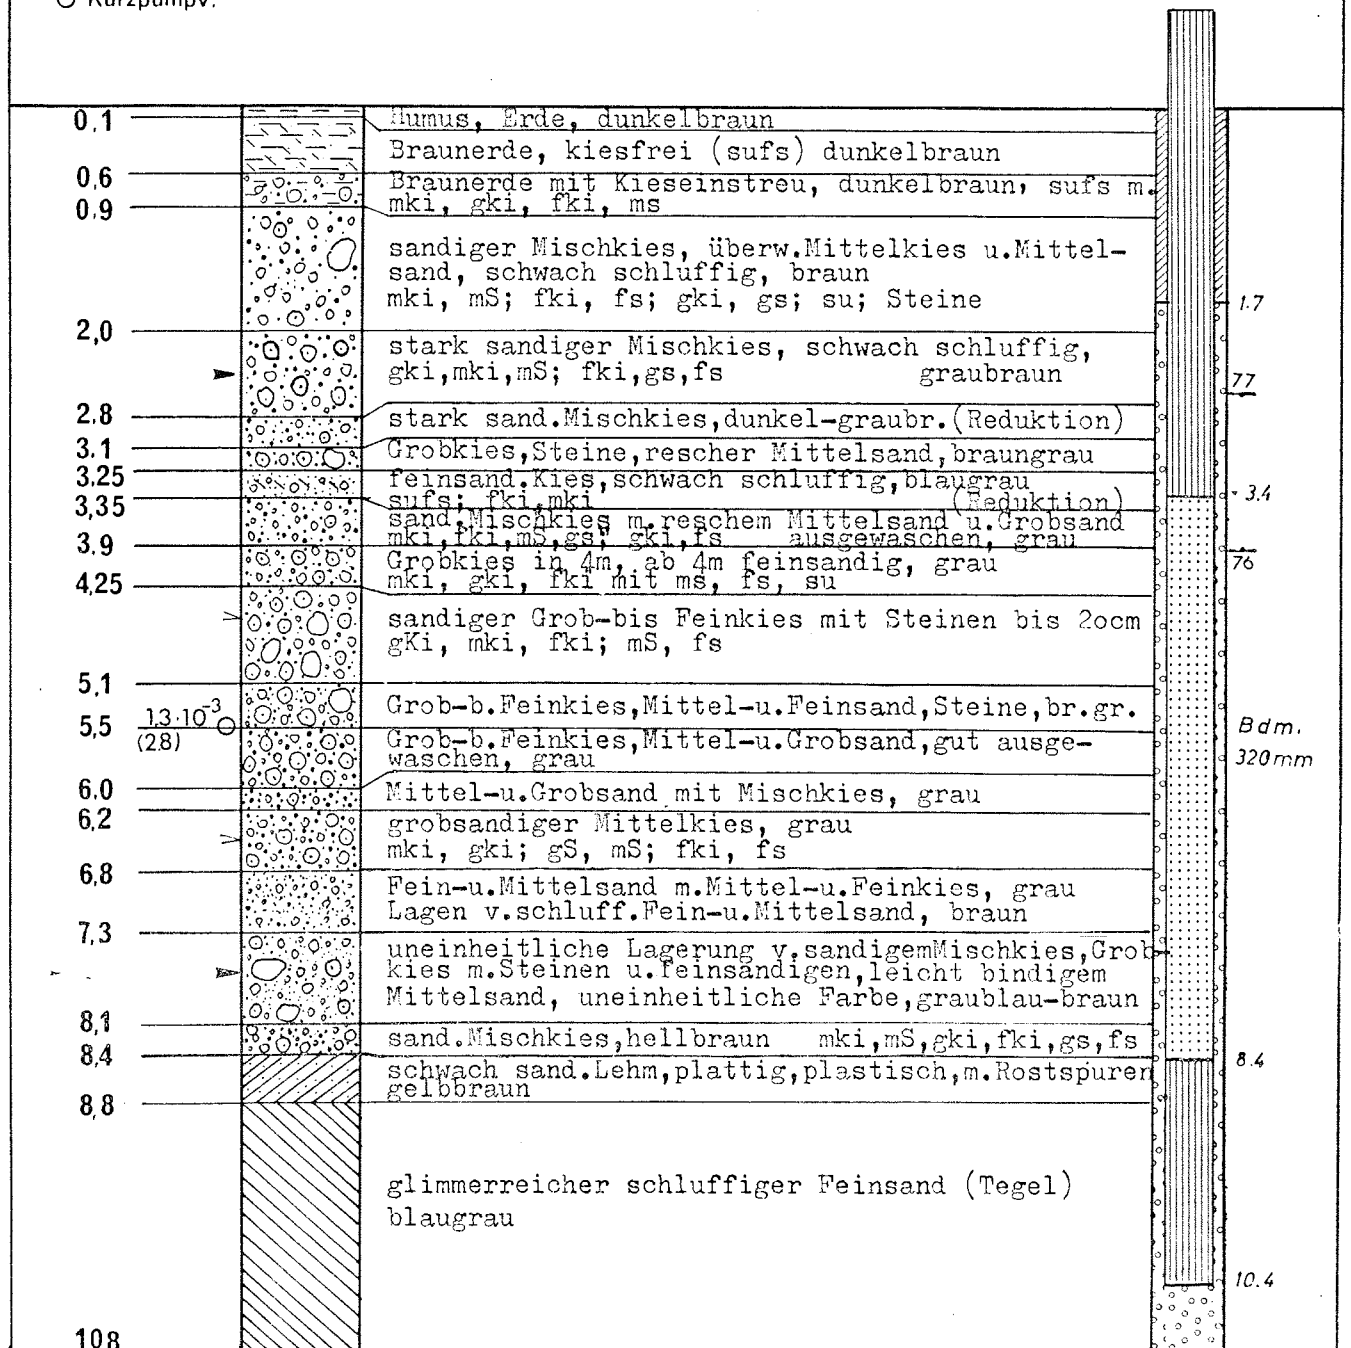 Kurzpumpv.
0,1
Humus, Erde, dunkelbraun
Braunerde, kiesfrei (sufs) dunkelbraun
0,6
Braunerde mit Kieseinstreu, dunkelbraun, sufs m.
mki, gki, fki, ms
0,9
sandiger Mischkies, überw.Mittelkies u.Mittel-
sand, schwach schluffig, braun
mki, mS; fki, fs; gki, gs; su; Steine
1.7
2,0
stark sandiger Mischkies, schwach schluffig,
gki,mki,mS; fki,gs,fs graubraun
77
2.8
stark sand.Mischkies,dunkel-graubr.(Reduktion)
3.1
Grobkies,Steine,rescher Mittelsand,braungrau
3.25
feinsand.Kies,schwach schluffig,blaugrau
sufs; fki,mki (Reduktion)
3.4
3,35
sand.Mischkies m.reschem Mittelsand u.Grobsand
mki,fki,mS,gs; gki,fs ausgewaschen, grau
3.9
Grobkies in 4m, ab 4m feinsandig, grau
mki, gki, fki mit ms, fs, su
76
4,25
sandiger Grob-bis Feinkies mit Steinen bis 2ocm
gKi, mki, fki; mS, fs
5,1
Grob-b.Feinkies,Mittel-u.Feinsand,Steine,br.gr.
1,3·10⁻³
(2.8)
5,5
Grob-b.Feinkies,Mittel-u.Grobsand,gut ausge-
waschen, grau
Bdm.
320mm
6.0
Mittel-u.Grobsand mit Mischkies, grau
6,2
grobsandiger Mittelkies, grau
mki, gki; gS, mS; fki, fs
6,8
Fein-u.Mittelsand m.Mittel-u.Feinkies, grau
Lagen v.schluff.Fein-u.Mittelsand, braun
7,3
uneinheitliche Lagerung v.sandigemMischkies,Grob
kies m.Steinen u.feinsandigen,leicht bindigem
Mittelsand, uneinheitliche Farbe,graublau-braun
8,1
sand.Mischkies,hellbraun mki,mS,gki,fki,gs,fs
8,4
8.4
schwach sand.Lehm,plattig,plastisch,m.Rostspuren
gelbbraun
8,8
glimmerreicher schluffiger Feinsand (Tegel)
blaugrau
10.4
108